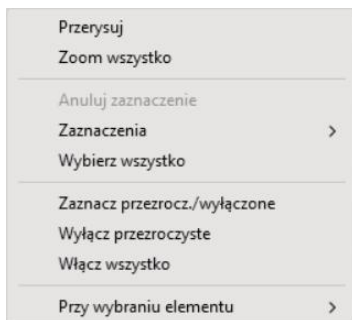 Przerysuj
Zoom wszystko
Anuluj zaznaczenie
Zaznaczenia
Wybierz wszystko
Zaznacz przezrocz./wyłączone
Wyłącz przezroczyste
Włącz wszystko
Przy wybraniu elementu